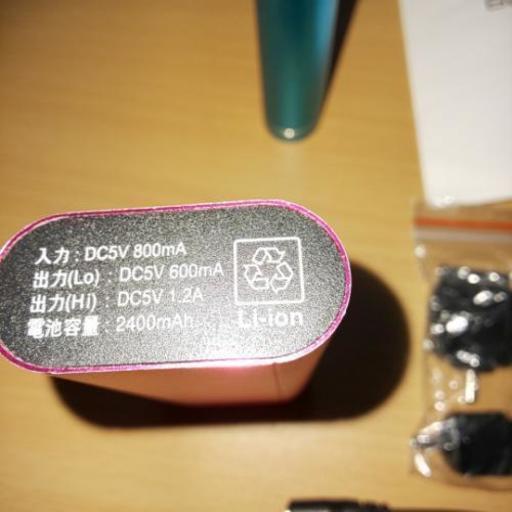 入力 : DC5V 800mA
出力(Lo) : DC5V 600mA
出力(Hi) : DC5V 1.2A
電池容量 : 2400mAh
Li-ion